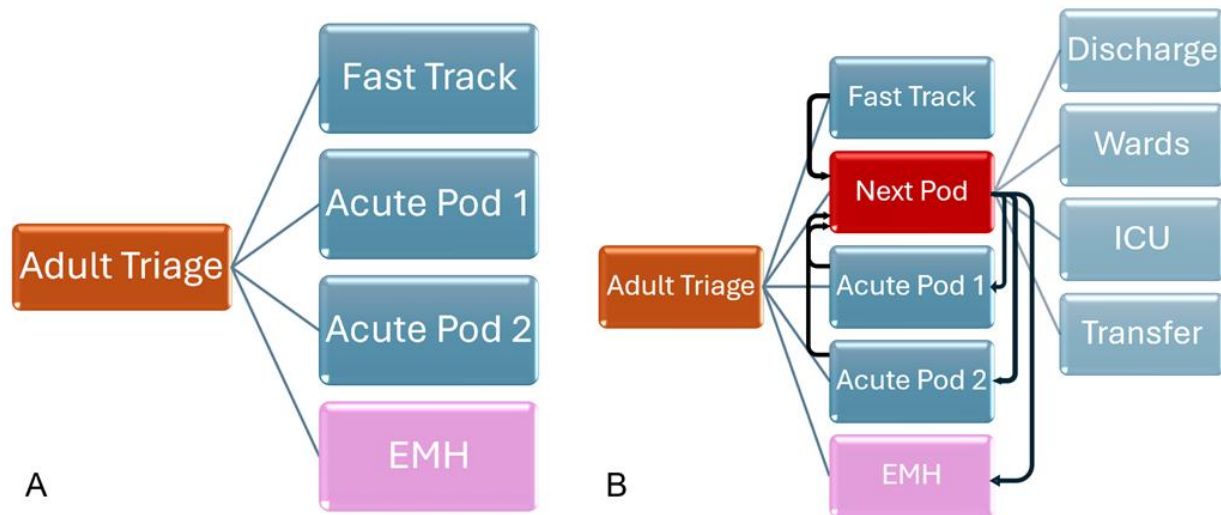 Adult Triage
Fast Track
Acute Pod 1
Acute Pod 2
EMH
A
Adult Triage
Fast Track
Next Pod
Acute Pod 1
Acute Pod 2
EMH
Discharge
Wards
ICU
Transfer
B